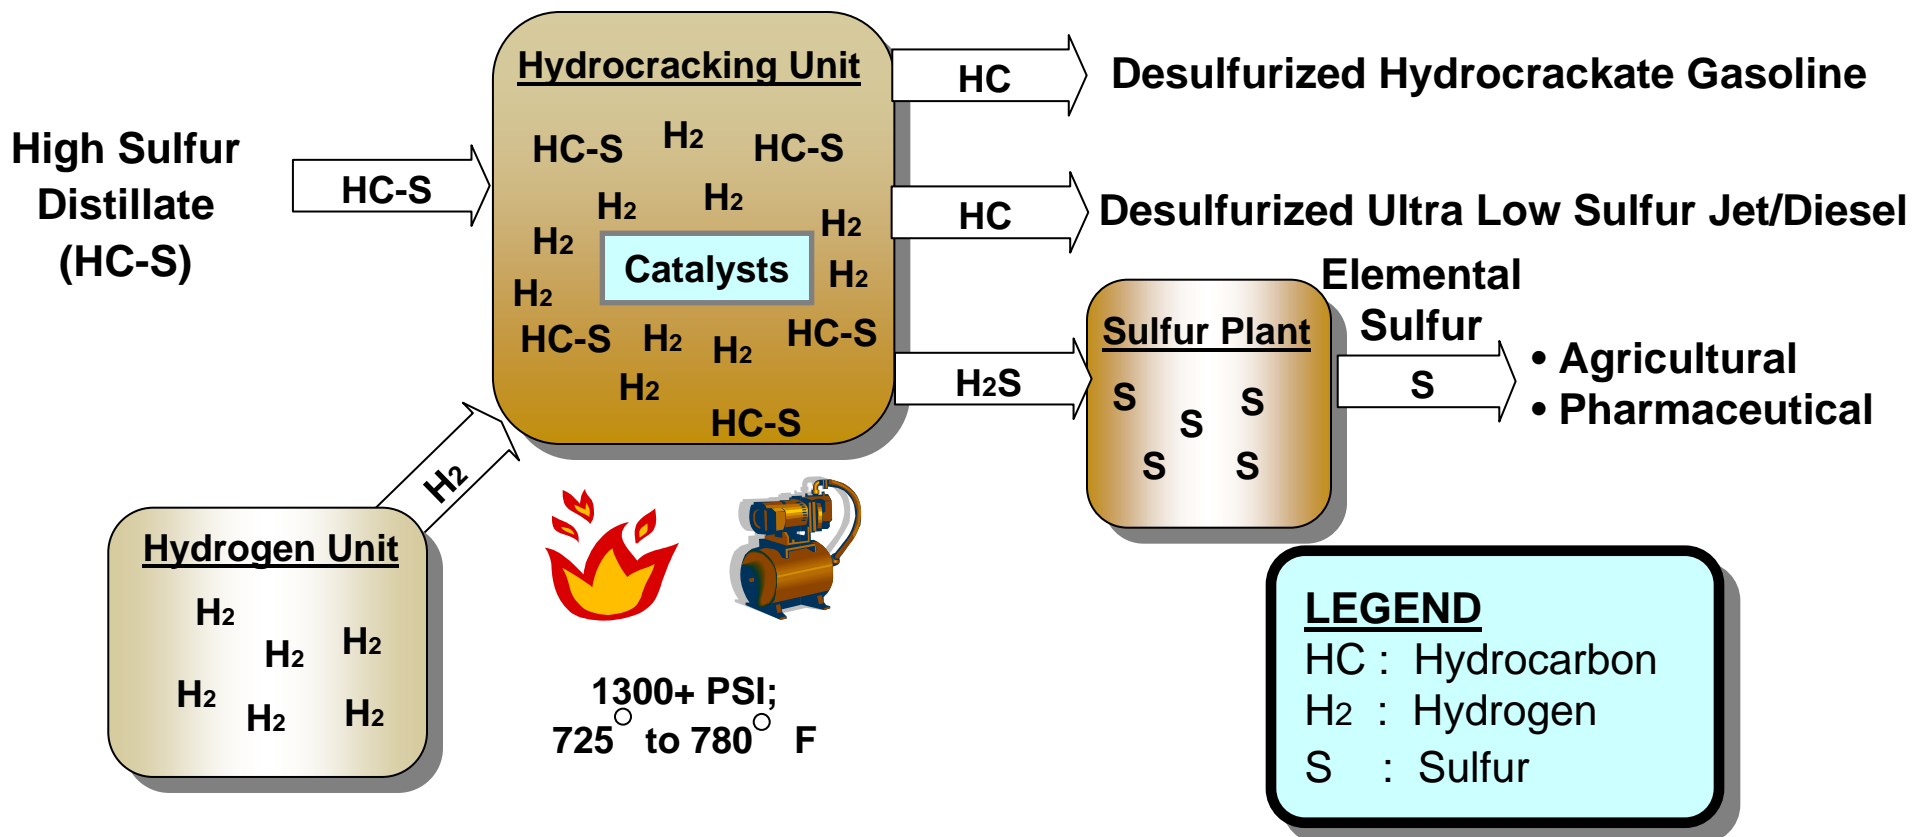 High Sulfur
Distillate
(HC-S)
HC-S
Hydrocracking Unit
HC-S H2 HC-S
H2 H2
H2 H2
Catalysts
H2 H2
HC-S H2 H2 HC-S
H2
HC-S
HC
Desulfurized Hydrocrackate Gasoline
HC
Desulfurized Ultra Low Sulfur Jet/Diesel
H2S
Sulfur Plant
S S
S
S S
Elemental
Sulfur
S
• Agricultural
• Pharmaceutical
H2
Hydrogen Unit
H2
H2 H2
H2 H2 H2
1300+ PSI;
725° to 780° F
LEGEND
HC : Hydrocarbon
H2 : Hydrogen
S : Sulfur